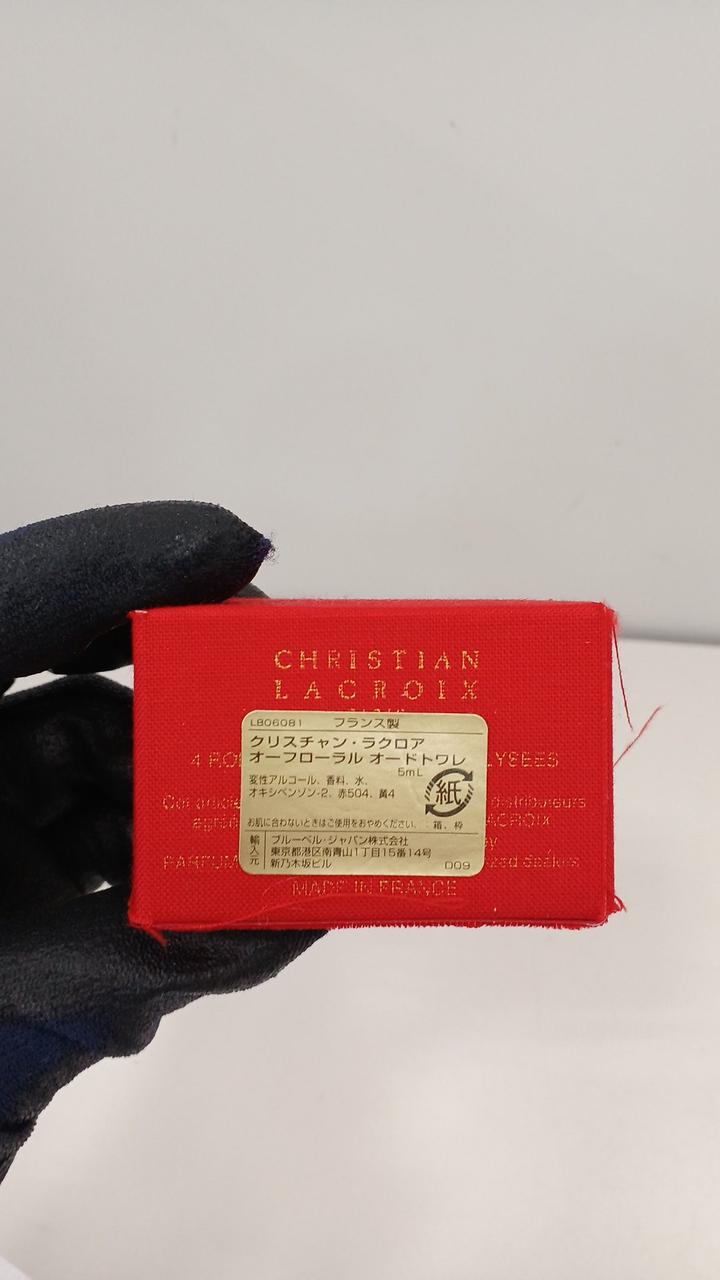 CHRISTIAN
LACROIX
LB06081 フランス製
クリスチャン・ラクロア
オーフローラル オードトワレ
5mL
変性アルコール、香料、水、
オキシベンゾン-2、赤504、黄4
紙
お肌に合わないときはご使用をおやめください。 箱、枠
輸入元
ブルーベル・ジャパン株式会社
東京都港区南青山1丁目15番14号
新乃木坂ビル D09
4
distributeurs
MADE IN FRANCE